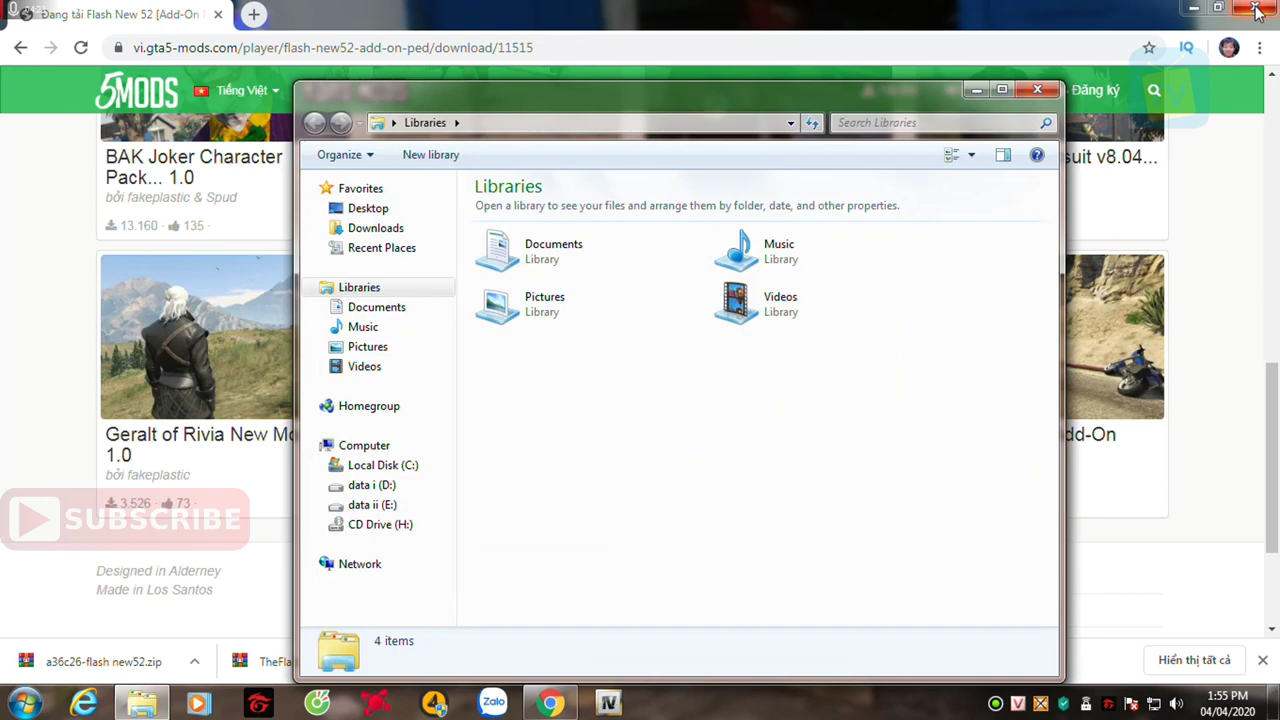 Đang tải Flash New 52 [Add-On
vi.gta5-mods.com/player/flash-new52-add-on-ped/download/11515
IQ
5MODS
Tiếng Việt
Đăng ký
BAK Joker Character
Pack... 1.0
bởi fakeplastic & Spud
13.160 · 135 ·
uit v8.04...
Geralt of Rivia New Mo
1.0
bởi fakeplastic
3.526 · 73 ·
dd-On
SUBSCRIBE
Designed in Alderney
Made in Los Santos
Libraries
Search Libraries
Organize
New library
Favorites
Desktop
Downloads
Recent Places
Libraries
Documents
Music
Pictures
Videos
Homegroup
Computer
Local Disk (C:)
data i (D:)
data ii (E:)
CD Drive (H:)
Network
Libraries
Open a library to see your files and arrange them by folder, date, and other properties.
Documents
Library
Music
Library
Pictures
Library
Videos
Library
4 items
a36c26-flash new52.zip
TheFla
Hiển thị tất cả
Zalo
IV
V
1:55 PM
04/04/2020